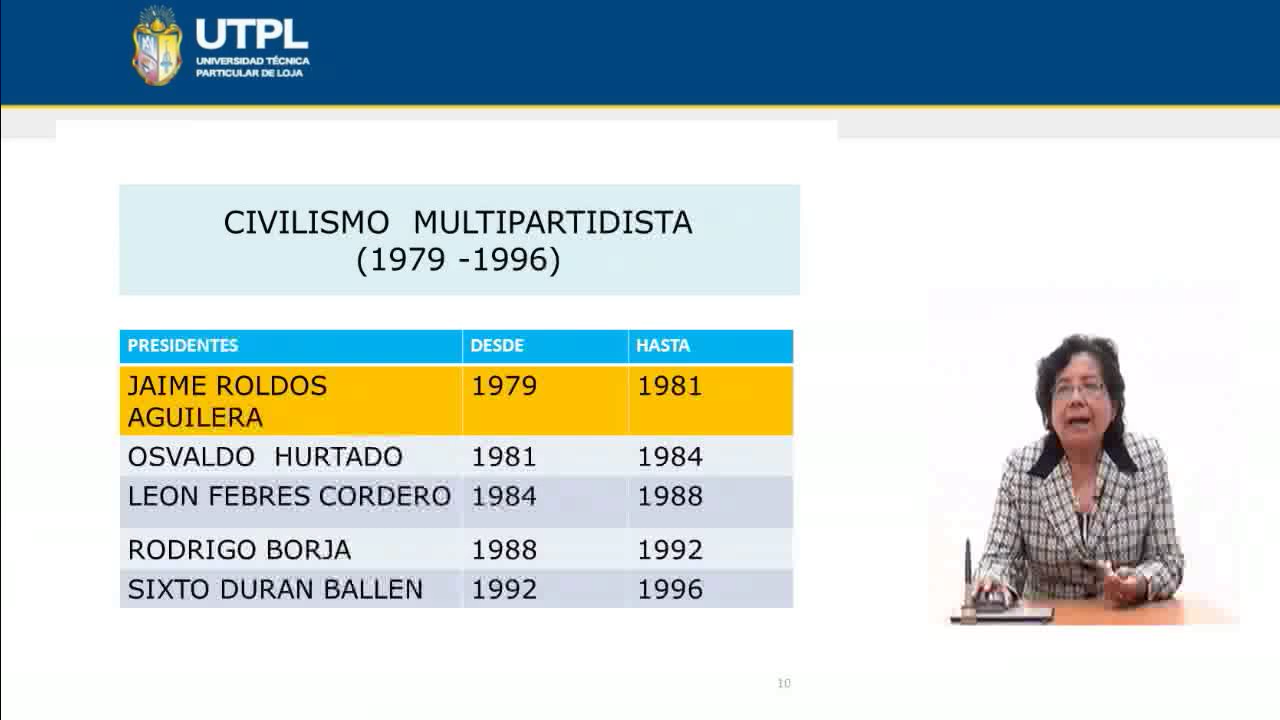 UTPL
UNIVERSIDAD TÉCNICA
PARTICULAR DE LOJA
CIVILISMO MULTIPARTIDISTA
(1979 -1996)
PRESIDENTES DESDE HASTA
JAIME ROLDOS
AGUILERA 1979 1981
OSVALDO HURTADO 1981 1984
LEON FEBRES CORDERO 1984 1988
RODRIGO BORJA 1988 1992
SIXTO DURAN BALLEN 1992 1996
10